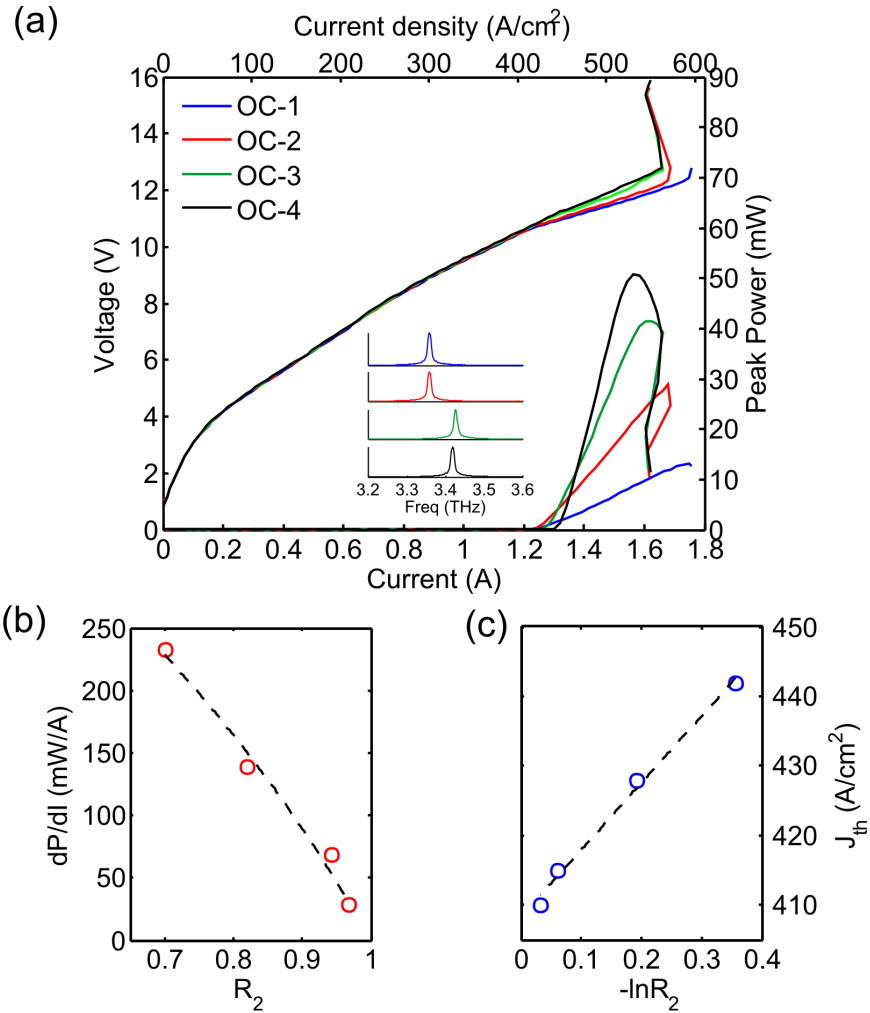 (a)
Current density (A/cm²)
0 100 200 300 400 500 600
16 14 12 10 8 6 4 2 0
Voltage (V)
OC-1
OC-2
OC-3
OC-4
90 80 70 60 50 40 30 20 10 0
Peak Power (mW)
3.2 3.3 3.4 3.5 3.6
Freq (THz)
0 0.2 0.4 0.6 0.8 1 1.2 1.4 1.6 1.8
Current (A)
(b)
250 200 150 100 50 0
dP/dI (mW/A)
0.7 0.8 0.9 1
R₂
(c)
450 440 430 420 410
J_th (A/cm²)
0 0.1 0.2 0.3 0.4
-lnR₂